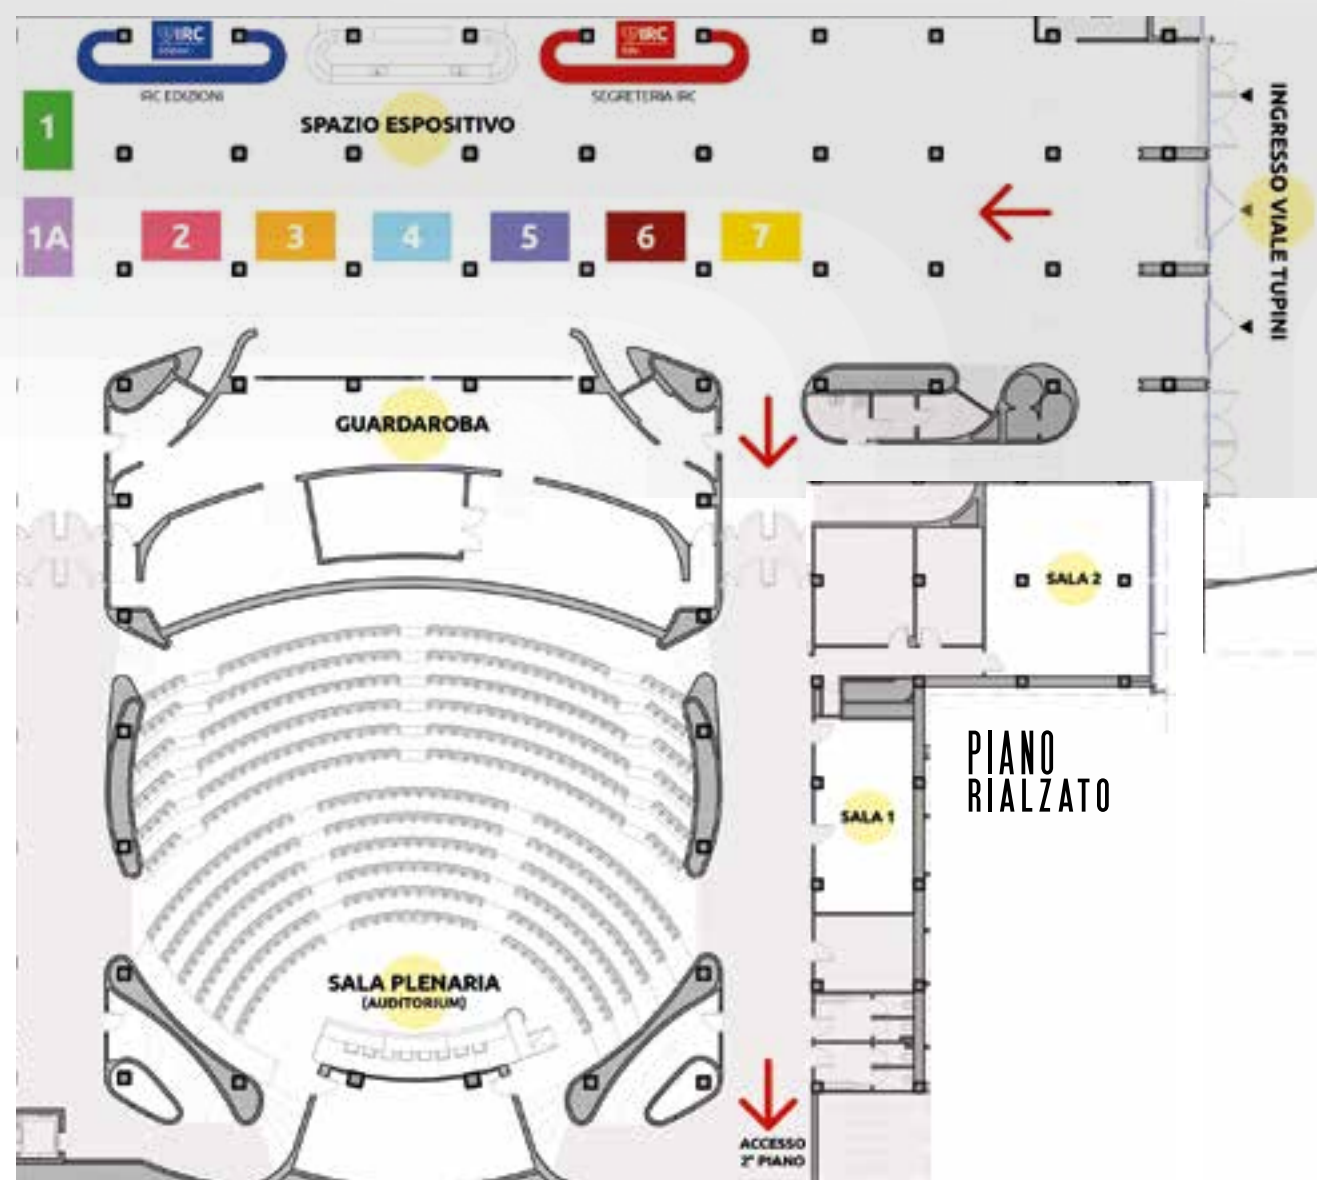 IRC
IRC
IRC EDIZIONI
SEGRETERIA IRC
SPAZIO ESPOSITIVO
1
1A
2
3
4
5
6
7
INGRESSO VIALE TUPINI
GUARDAROBA
SALA 2
PIANO
RIALZATO
SALA 1
SALA PLENARIA
(AUDITORIUM)
ACCESSO
2° PIANO